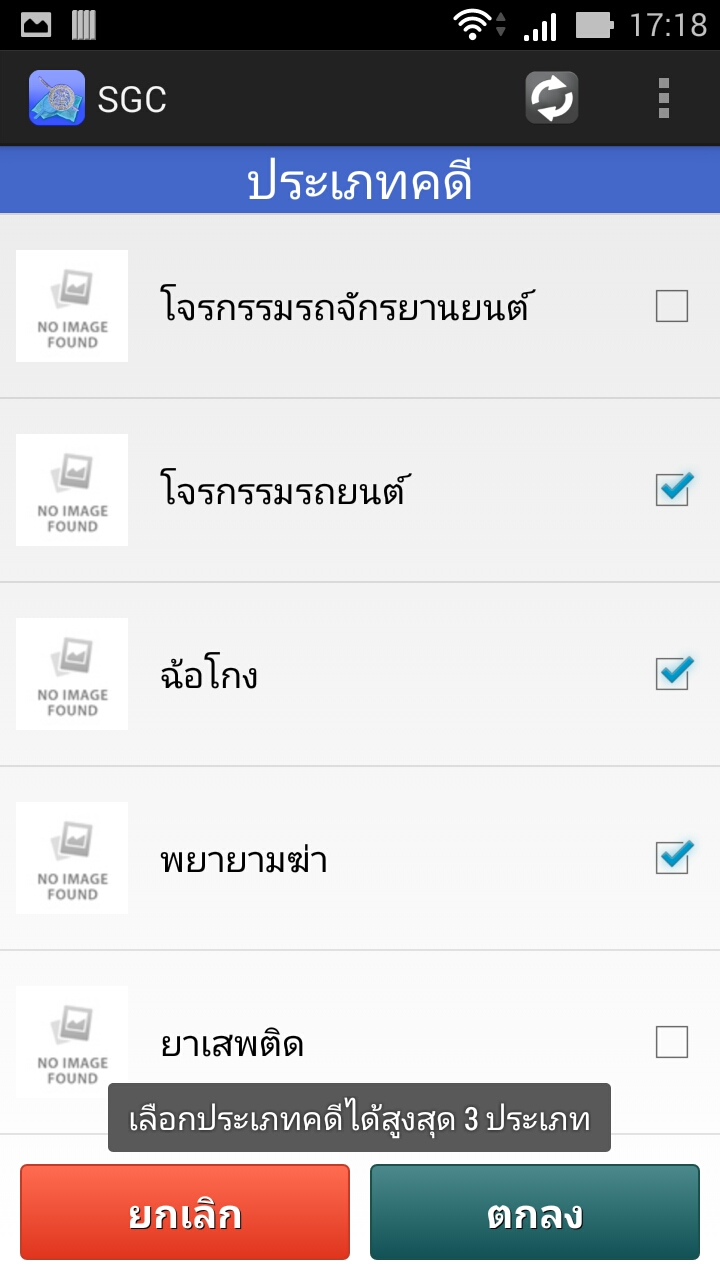 17:18
SGC
ประเภทคดี
NO IMAGE
FOUND
โจรกรรมรถจักรยานยนต์
NO IMAGE
FOUND
โจรกรรมรถยนต์
NO IMAGE
FOUND
ฉ้อโกง
NO IMAGE
FOUND
พยายามฆ่า
NO IMAGE
FOUND
ยาเสพติด
เลือกประเภทคดีได้สูงสุด 3 ประเภท
ยกเลิก
ตกลง